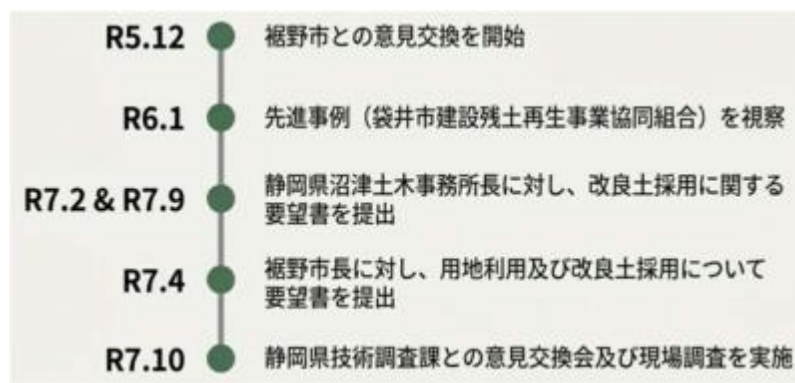 R5.12 裾野市との意見交換を開始
R6.1 先進事例（袋井市建設残土再生事業協同組合）を視察
R7.2 & R7.9 静岡県沼津土木事務所長に対し、改良土採用に関する
要望書を提出
R7.4 裾野市長に対し、用地利用及び改良土採用について
要望書を提出
R7.10 静岡県技術調査課との意見交換会及び現場調査を実施